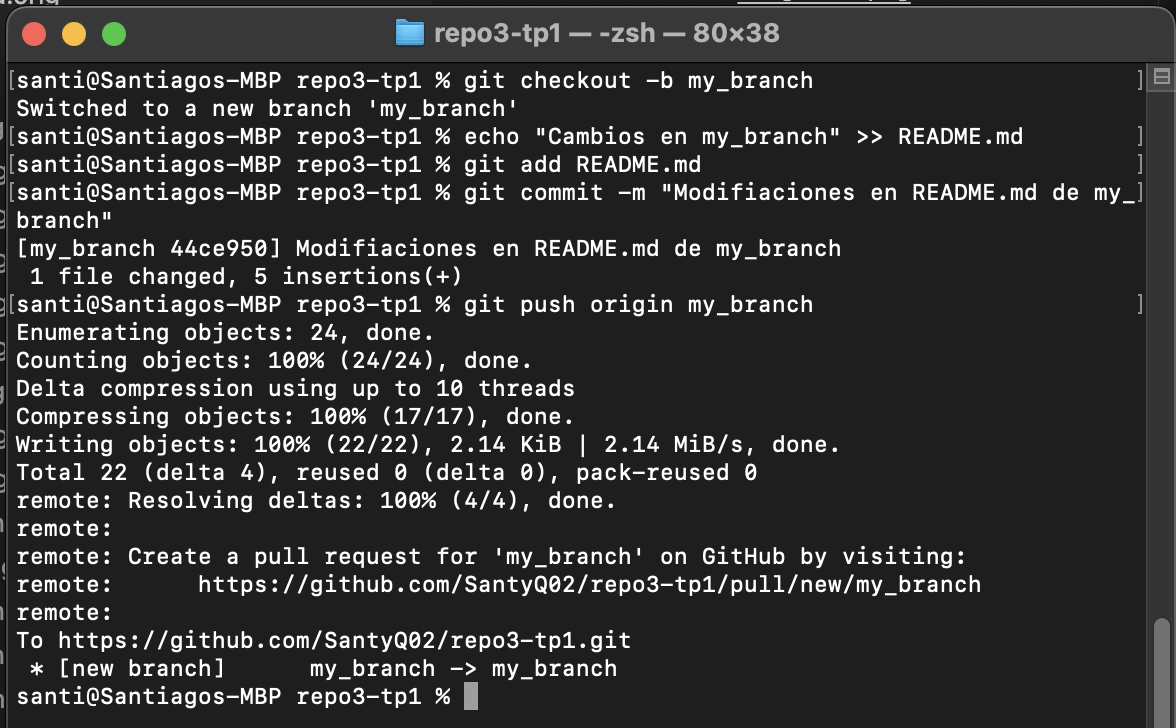 repo3-tp1 — -zsh — 80×38
[santi@Santiagos-MBP repo3-tp1 % git checkout -b my_branch ]
Switched to a new branch 'my_branch'
[santi@Santiagos-MBP repo3-tp1 % echo "Cambios en my_branch" >> README.md ]
[santi@Santiagos-MBP repo3-tp1 % git add README.md ]
[santi@Santiagos-MBP repo3-tp1 % git commit -m "Modifiaciones en README.md de my_]
branch"
[my_branch 44ce950] Modifiaciones en README.md de my_branch
 1 file changed, 5 insertions(+)
[santi@Santiagos-MBP repo3-tp1 % git push origin my_branch ]
Enumerating objects: 24, done.
Counting objects: 100% (24/24), done.
Delta compression using up to 10 threads
Compressing objects: 100% (17/17), done.
Writing objects: 100% (22/22), 2.14 KiB | 2.14 MiB/s, done.
Total 22 (delta 4), reused 0 (delta 0), pack-reused 0
remote: Resolving deltas: 100% (4/4), done.
remote:
remote: Create a pull request for 'my_branch' on GitHub by visiting:
remote:      https://github.com/SantyQ02/repo3-tp1/pull/new/my_branch
remote:
To https://github.com/SantyQ02/repo3-tp1.git
 * [new branch]      my_branch -> my_branch
santi@Santiagos-MBP repo3-tp1 %